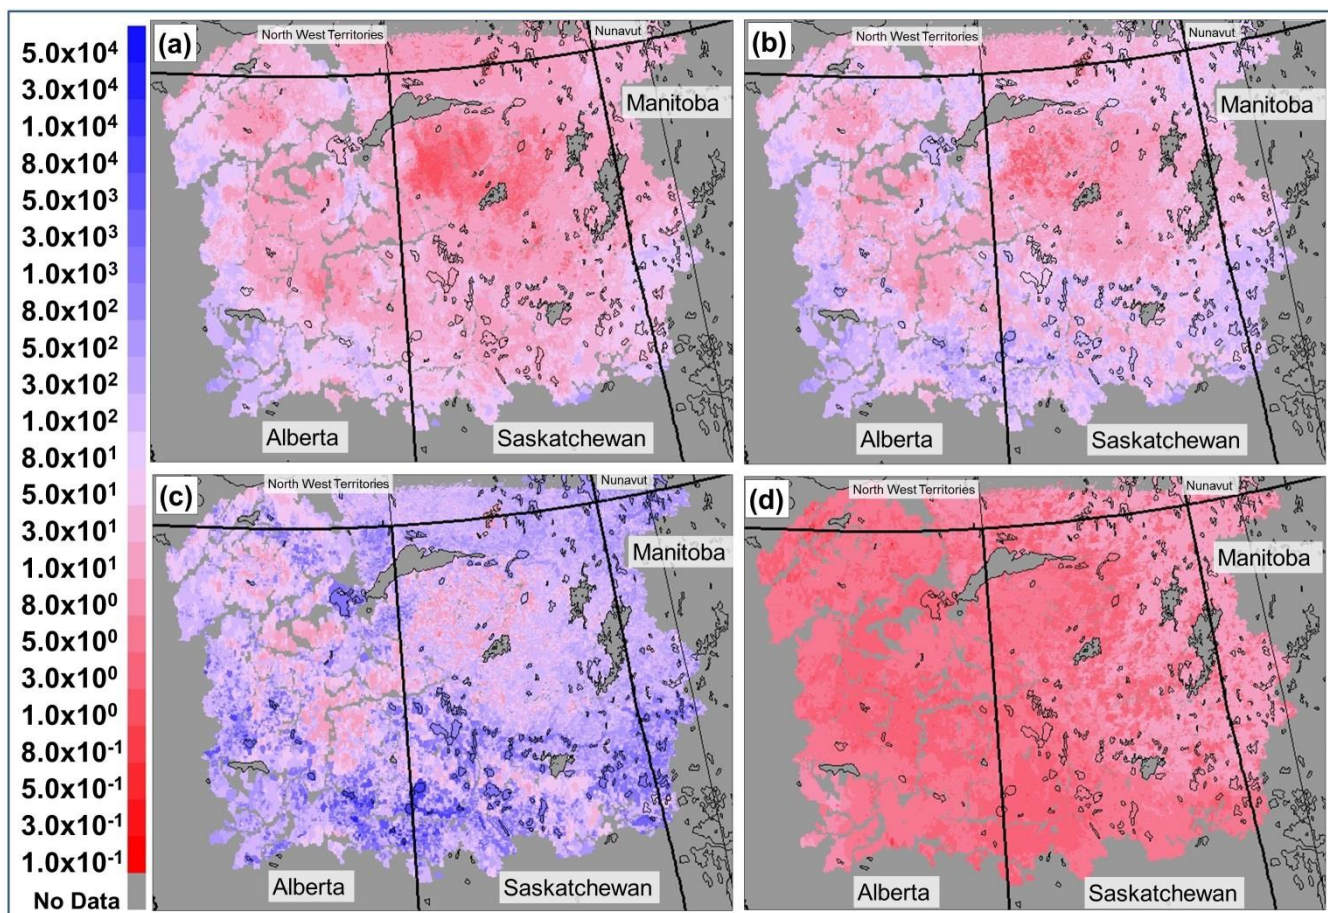 5.0x10⁴
3.0x10⁴
1.0x10⁴
8.0x10⁴
5.0x10³
3.0x10³
1.0x10³
8.0x10²
5.0x10²
3.0x10²
1.0x10²
8.0x10¹
5.0x10¹
3.0x10¹
1.0x10¹
8.0x10⁰
5.0x10⁰
3.0x10⁰
1.0x10⁰
8.0x10⁻¹
5.0x10⁻¹
3.0x10⁻¹
1.0x10⁻¹
No Data
(a)
North West Territories
Nunavut
Manitoba
Alberta
Saskatchewan
(b)
North West Territories
Nunavut
Manitoba
Alberta
Saskatchewan
(c)
North West Territories
Nunavut
Manitoba
Alberta
Saskatchewan
(d)
North West Territories
Nunavut
Manitoba
Alberta
Saskatchewan